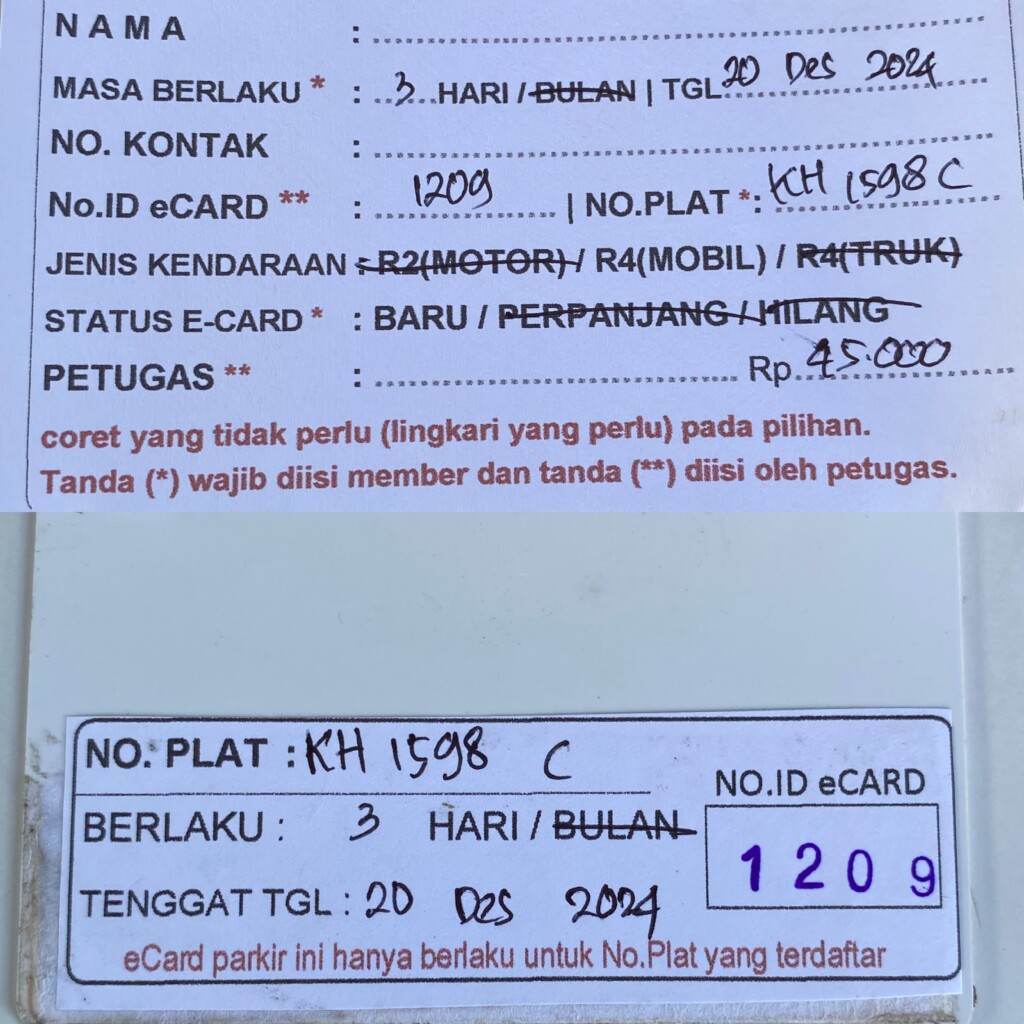 NAMA : ..........
MASA BERLAKU * : ..3...HARI / BULAN | TGL 20 Des 2024
NO. KONTAK : ..........
No.ID eCARD ** : 1209 | NO.PLAT *: KH 1598 C
JENIS KENDARAAN : R2(MOTOR) / R4(MOBIL) / R4(TRUK)
STATUS E-CARD * : BARU / PERPANJANG / HILANG
PETUGAS ** : .......... Rp 45.000
coret yang tidak perlu (lingkari yang perlu) pada pilihan.
Tanda (*) wajib diisi member dan tanda (**) diisi oleh petugas.
NO. PLAT : KH 1598 C
BERLAKU : 3 HARI / BULAN
TENGGAT TGL : 20 Des 2024
NO.ID eCARD
1209
eCard parkir ini hanya berlaku untuk No.Plat yang terdaftar